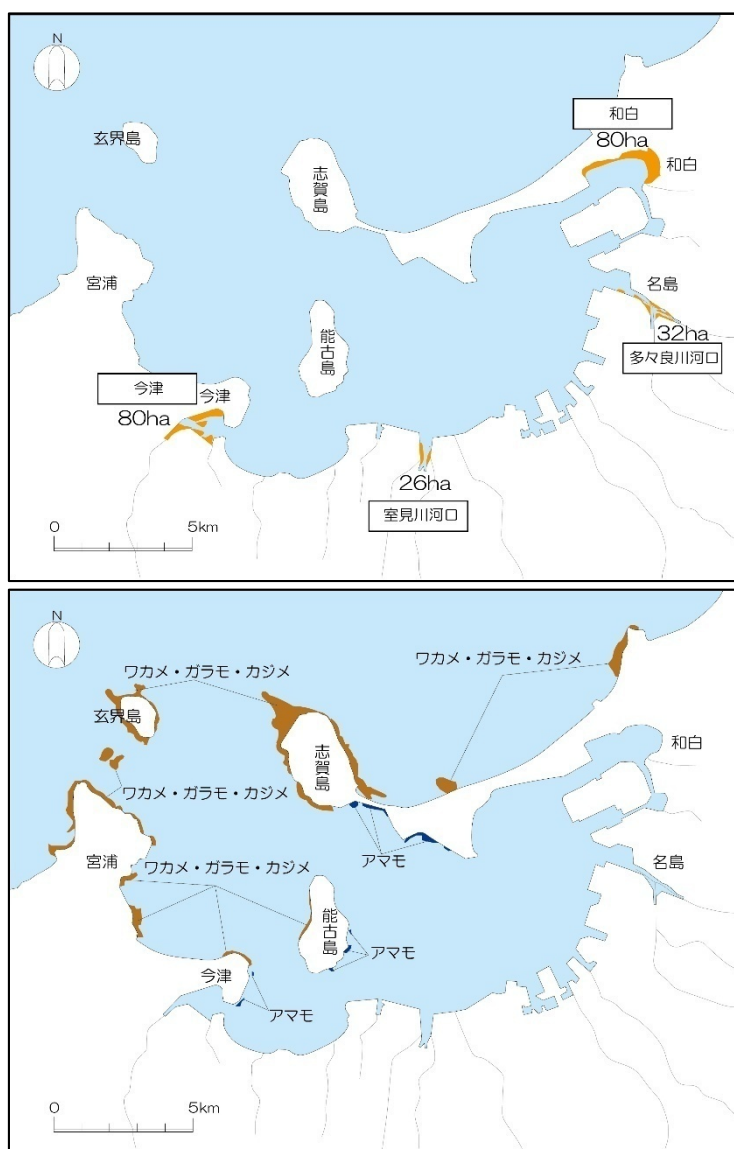 N
玄界島
志賀島
和白
80ha
和白
宮浦
能古島
名島
32ha
多々良川河口
今津
今津
80ha
26ha
室見川河口
0
5km
N
ワカメ・ガラモ・カジメ
ワカメ・ガラモ・カジメ
玄界島
志賀島
和白
ワカメ・ガラモ・カジメ
宮浦
アマモ
名島
ワカメ・ガラモ・カジメ
能古島
アマモ
今津
アマモ
0
5km